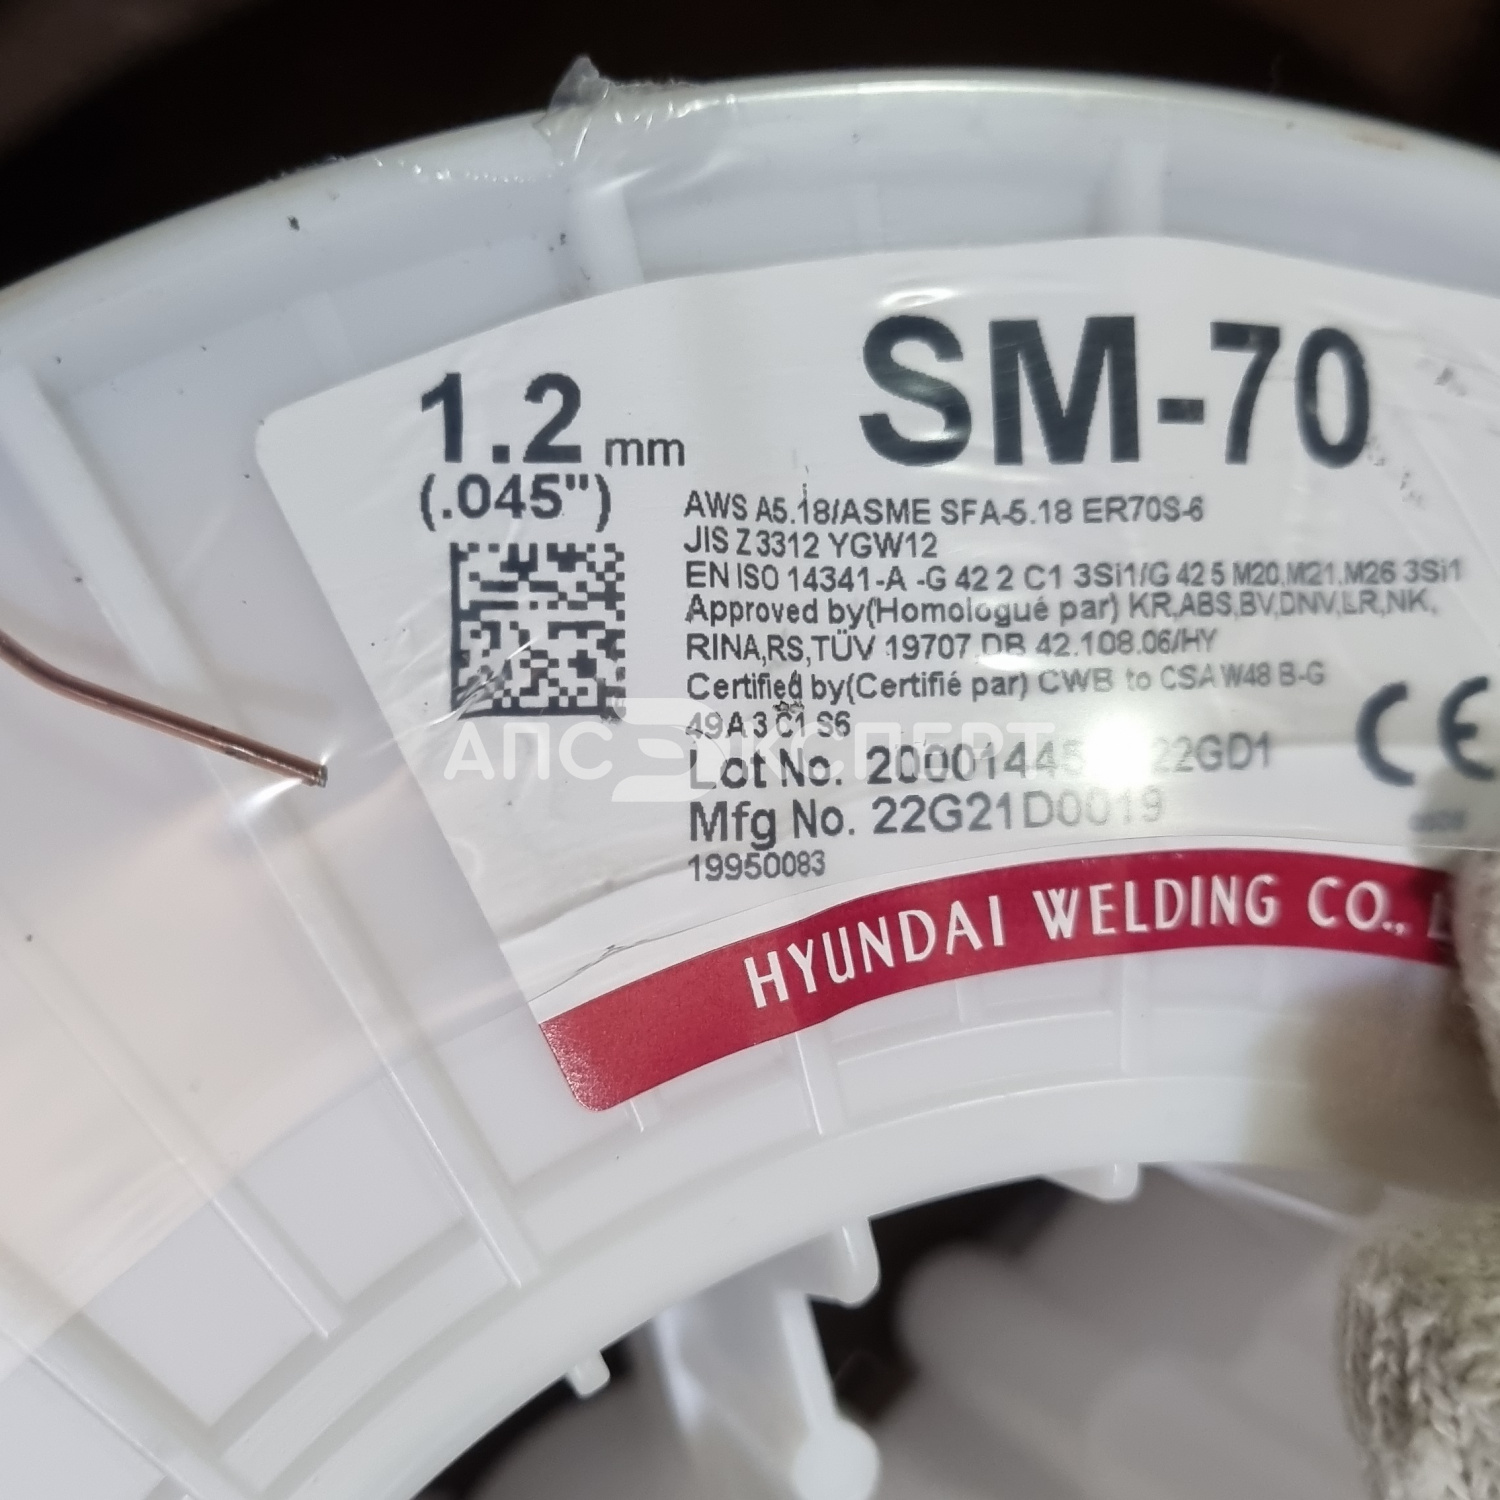 1.2 mm
(.045")
SM-70
AWS A5.18/ASME SFA-5.18 ER70S-6
JIS Z 3312 YGW12
EN ISO 14341-A -G 42 2 C1 3Si1/G 42 5 M20,M21,M26 3Si1
Approved by(Homologué par) KR,ABS,BV,DNV,LR,NK,
RINA,RS,TÜV 19707,DB 42.108.06/HY
Certified by(Certifié par) CWB to CSA W48 B-G
49A 3 C1 S6
АПС ЭКСПЕРТ
Lot No. 22GD1
Mfg No. 22G21D0019
19950083
CE
HYUNDAI WELDING CO.,